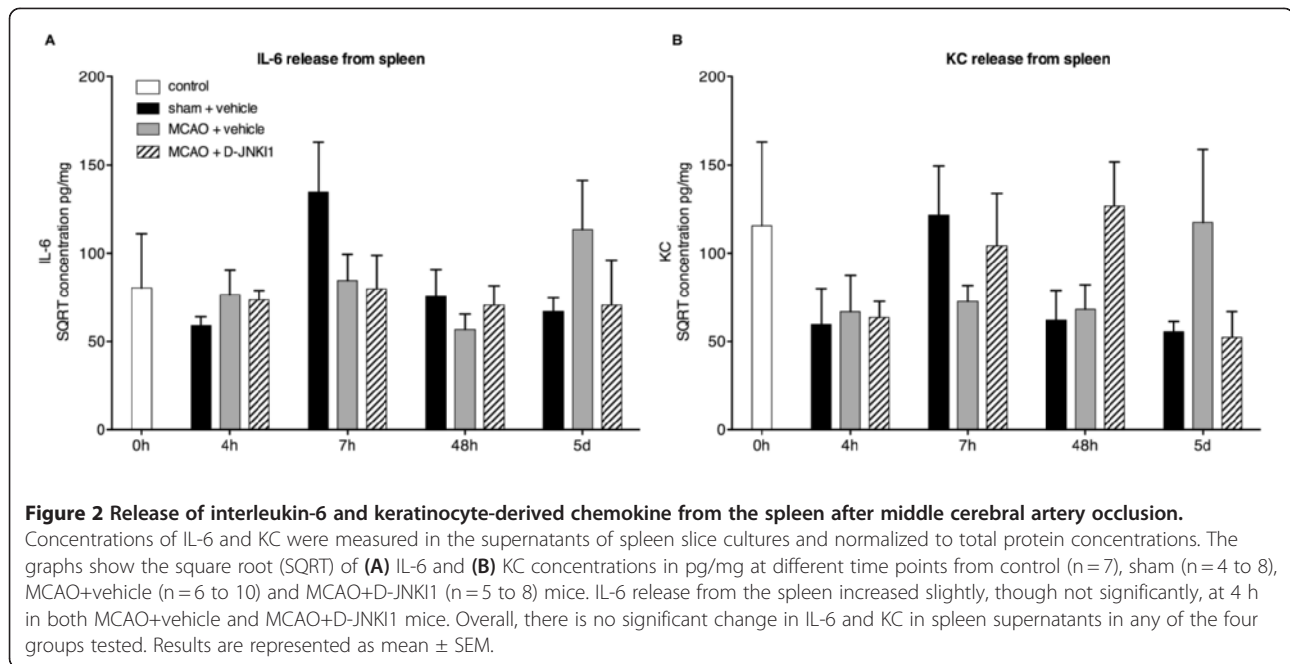 A
IL-6 release from spleen
200
150
100
50
0
IL-6
SQRT concentration pg/mg
control
sham + vehicle
MCAO + vehicle
MCAO + D-JNKI1
0h 4h 7h 48h 5d
B
KC release from spleen
200
150
100
50
0
KC
SQRT concentration pg/mg
0h 4h 7h 48h 5d
Figure 2 Release of interleukin-6 and keratinocyte-derived chemokine from the spleen after middle cerebral artery occlusion.
Concentrations of IL-6 and KC were measured in the supernatants of spleen slice cultures and normalized to total protein concentrations. The
graphs show the square root (SQRT) of (A) IL-6 and (B) KC concentrations in pg/mg at different time points from control (n = 7), sham (n = 4 to 8),
MCAO+vehicle (n = 6 to 10) and MCAO+D-JNKI1 (n = 5 to 8) mice. IL-6 release from the spleen increased slightly, though not significantly, at 4 h
in both MCAO+vehicle and MCAO+D-JNKI1 mice. Overall, there is no significant change in IL-6 and KC in spleen supernatants in any of the four
groups tested. Results are represented as mean ± SEM.